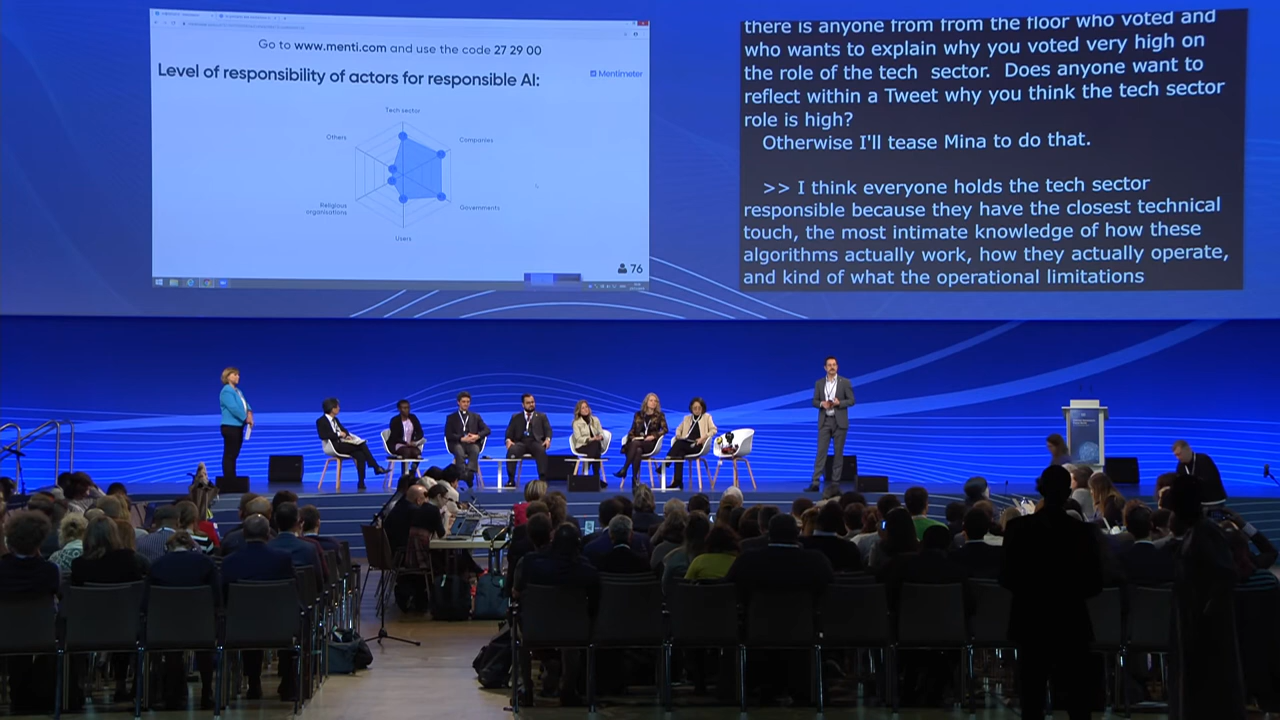 Go to www.menti.com and use the code 27 29 00
Level of responsibility of actors for responsible AI:
Mentimeter
Tech sector
Others
Companies
Religious
organisations
Governments
Users
76
there is anyone from from the floor who voted and
who wants to explain why you voted very high on
the role of the tech sector. Does anyone want to
reflect within a Tweet why you think the tech sector
role is high?
Otherwise I'll tease Mina to do that.
>> I think everyone holds the tech sector
responsible because they have the closest technical
touch, the most intimate knowledge of how these
algorithms actually work, how they actually operate,
and kind of what the operational limitations